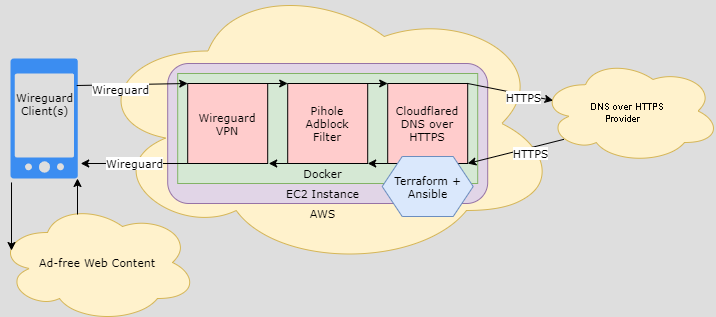 Wireguard
Client(s)
Wireguard
Wireguard
Wireguard
VPN
Pihole
Adblock
Filter
Cloudflared
DNS over
HTTPS
HTTPS
HTTPS
DNS over HTTPS
Provider
Docker
Terraform +
Ansible
EC2 Instance
AWS
Ad-free Web Content